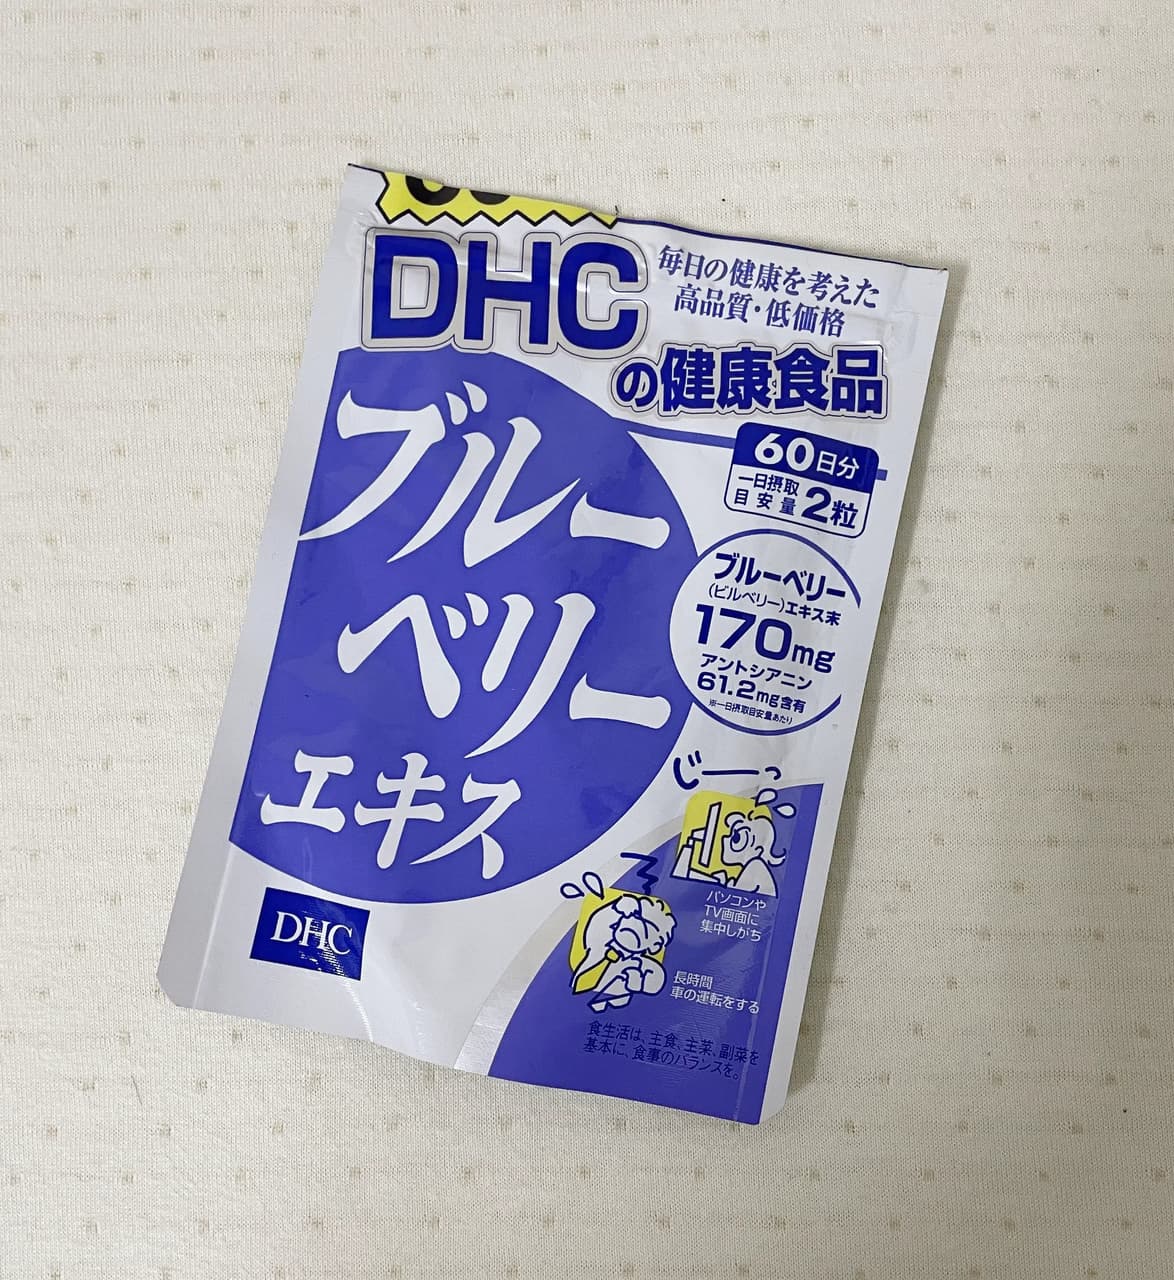 DHC
毎日の健康を考えた
高品質・低価格
の健康食品
60日分
一日摂取
目安量 2粒
ブルー
ベリー
エキス
ブルーベリー
(ビルベリー)エキス末
170mg
アントシアニン
61.2mg含有
※一日摂取目安量あたり
じーっ
パソコンや
TV画面に
集中しがち
長時間
車の運転をする
DHC
食生活は、主食、主菜、副菜を
基本に、食事のバランスを。